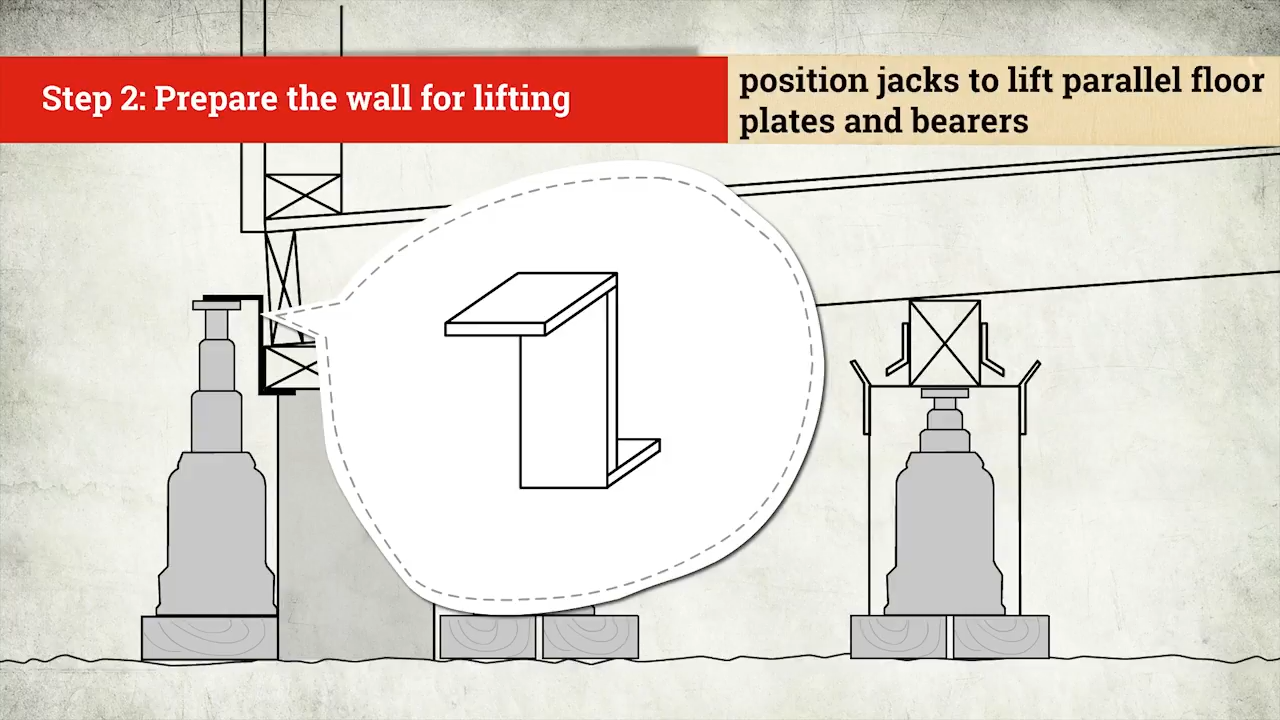 Step 2: Prepare the wall for lifting
position jacks to lift parallel floor
plates and bearers